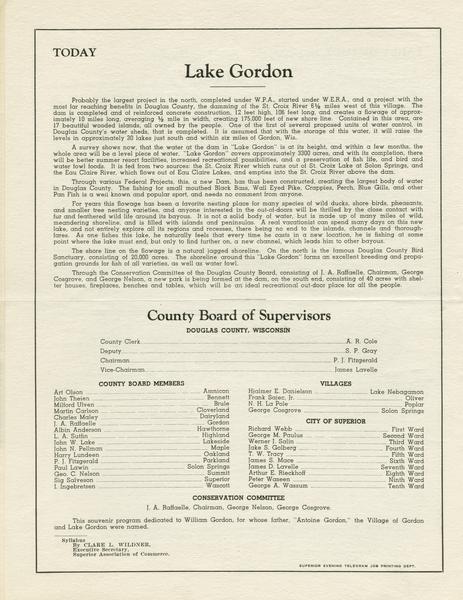 TODAY
Lake Gordon
Probably the largest project in the north, completed under W.P.A., started under W.E.R.A., and a project with the
most far reaching benefits in Douglas County, the damming of the St. Croix River 6½ miles west of this village. The
dam is completed and of reinforced concrete construction, 12 feet high, 106 feet long, and creates a flowage of approx-
imately 10 miles long, averaging ½ mile in width, creating 175,000 feet of new shore line. Contained in this area, are
17 beautiful wooded islands, all owned by the people. One of the first of several proposed units of water control, in
Douglas County's water sheds, that is completed. It is assumed that with the storage of this water, it will raise the
levels in approximately 30 lakes just south and within six miles of Gordon, Wis.
A survey shows now, that the water at the dam in "Lake Gordon" is at its height, and within a few months, the
whole area will be a level piece of water. "Lake Gordon" covers approximately 3300 acres, and with its completion, there
will be better summer resort facilities, increased recreational possibilities, and a preservation of fish life, and bird and
water fowl foods. It is fed from two sources: the St. Croix River which runs out of St. Croix Lake at Solon Springs, and
the Eau Claire River, which flows out of Eau Claire Lakes, and empties into the St. Croix River above the dam.
Through various Federal Projects, this, a new Dam, has been constructed, creating the largest body of water
in Douglas County. The fishing for small mouthed Black Bass, Wall Eyed Pike, Crappies, Perch, Blue Gills, and other
Pan Fish is a well known and popular sport, and needs no comment from anyone.
For years this flowage has been a favorite nesting place for many species of wild ducks, shore birds, pheasants,
and smaller tree nesting varieties, and anyone interested in the out-of-doors will be thrilled by the close contact with
fur and feathered wild life around its bayous. It is not a solid body of water, but is made up of many miles of wild,
meandering shoreline, and is filled with islands and peninsulas. A real vacationist can spend many days on this new
lake, and not entirely explore all its regions and recesses, there being no end to the islands, channels and thorough-
fares. As one fishes this lake, he naturally feels that every time he casts in a new location, he is fishing at some
point where the lake must end, but only to find further on, a new channel, which leads him to other bayous.
The shore line on the flowage is a natural jagged shoreline. On the north is the famous Douglas County Bird
Sanctuary, consisting of 20,000 acres. The shoreline around this "Lake Gordon" forms an excellent breeding and propa-
gation grounds for fish of all varieties, as well as water fowl.
Through the Conservation Committee of the Douglas County Board, consisting of J. A. Raffaelle, Chairman, George
Cosgrove, and George Nelson, a new park is being formed at the dam, on the south end, consisting of 40 acres with shel-
ter houses, fireplaces, benches and tables, which will be an ideal recreational out-door place for all the people.
County Board of Supervisors
DOUGLAS COUNTY, WISCONSIN
County Clerk A. R. Cole
Deputy S. P. Gray
Chairman P. J. Fitzgerald
Vice-Chairman James Lavelle
COUNTY BOARD MEMBERS
Art Olson Amnicon
John Theien Bennett
Milford Ulven Brule
Martin Carlson Cloverland
Charles Maley Dairyland
J. A. Raffaelle Gordon
Albin Anderson Hawthorne
L. A. Sutfin Highland
John W. Lake Lakeside
John N. Pellman Maple
Harry Lundeen Oakland
P. J. Fitzgerald Parkland
Paul Lawin Solon Springs
Geo. C. Nelson Summit
Sig Salveson Superior
I. Ingebretsen Wascott
VILLAGES
Hjalmer E. Danielson Lake Nebagamon
Frank Saier, Jr. Oliver
N. H. La Pole Poplar
George Cosgrove Solon Springs
CITY OF SUPERIOR
Richard Webb First Ward
George M. Paulus Second Ward
Werner J. Salin Third Ward
Jake S. Golberg Fourth Ward
T. W. Tracy Fifth Ward
James S. Mace Sixth Ward
James D. Lavelle Seventh Ward
Arthur E. Rieckhoff Eighth Ward
Peter Waseen Ninth Ward
George A. Wassum Tenth Ward
CONSERVATION COMMITTEE
J. A. Raffaelle, Chairman, George Nelson, George Cosgrove.
This souvenir program dedicated to William Gordon, for whose father, "Antoine Gordon," the Village of Gordon
and Lake Gordon were named.
Syllabus
By CLARE L. WILDNER,
Executive Secretary,
Superior Association of Commerce.
SUPERIOR EVENING TELEGRAM JOB PRINTING DEPT.